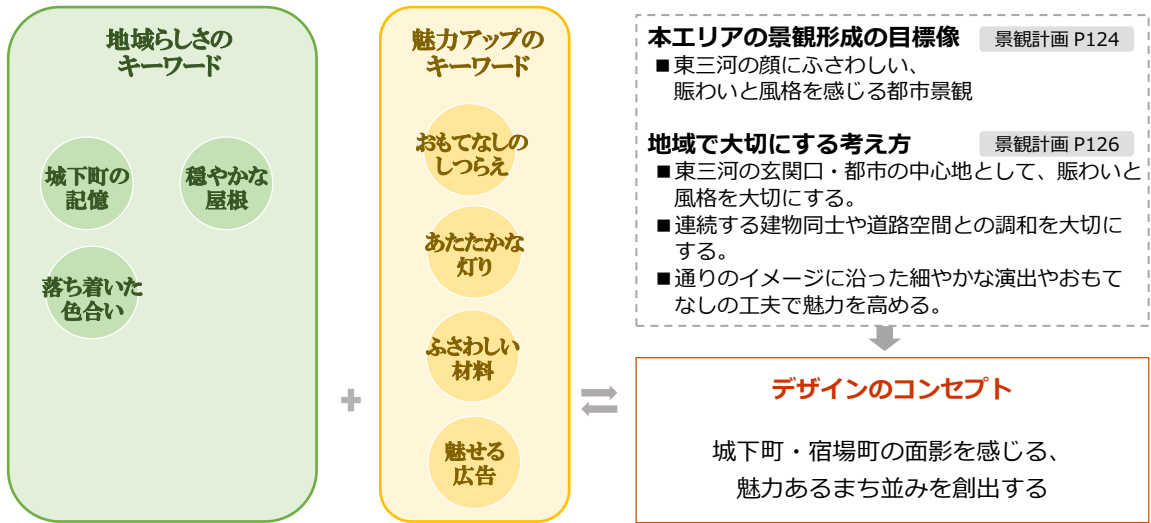 地域らしさの
キーワード
城下町の
記憶
穏やかな
屋根
落ち着いた
色合い
+
魅力アップの
キーワード
おもてなしの
しつらえ
あたたかな
灯り
ふさわしい
材料
魅せる
広告
本エリアの景観形成の目標像 景観計画 P124
■東三河の顔にふさわしい、
賑わいと風格を感じる都市景観
地域で大切にする考え方 景観計画 P126
■東三河の玄関口・都市の中心地として、賑わいと
風格を大切にする。
■連続する建物同士や道路空間との調和を大切に
する。
■通りのイメージに沿った細やかな演出やおもて
なしの工夫で魅力を高める。
デザインのコンセプト
城下町・宿場町の面影を感じる、
魅力あるまち並みを創出する